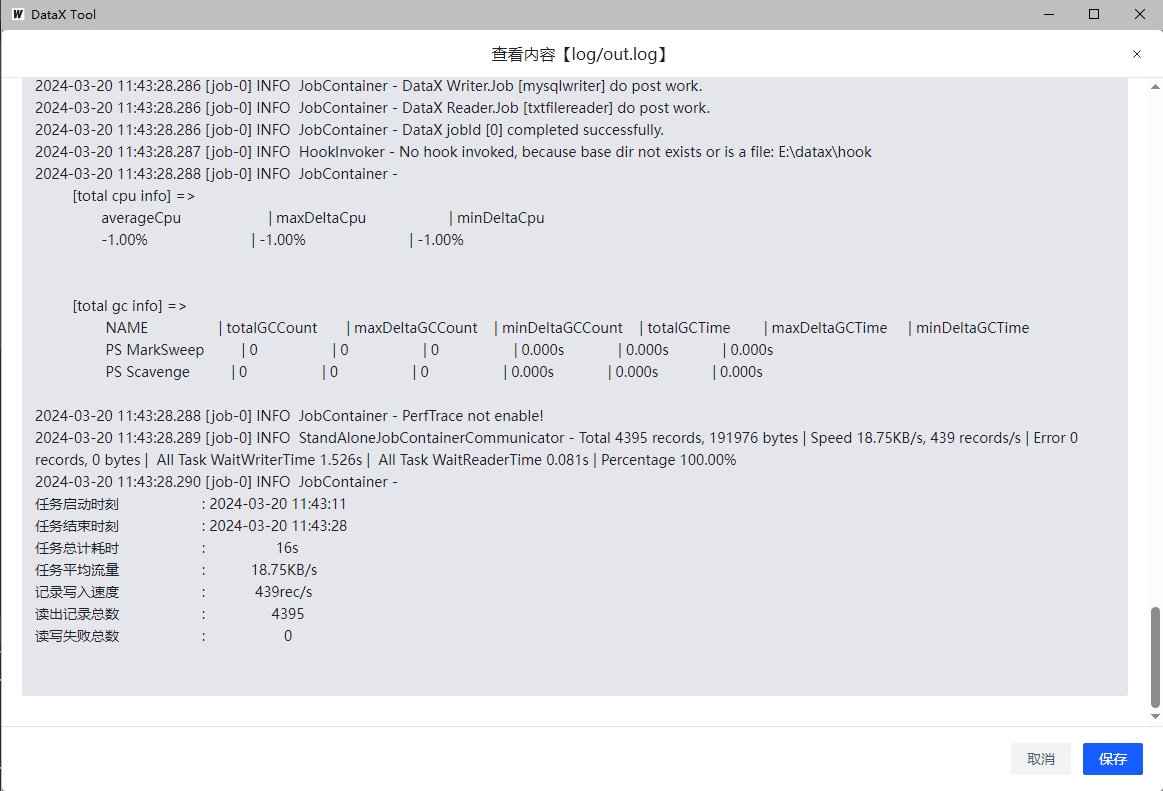 DataX Tool
查看内容【log/out.log】
2024-03-20 11:43:28.286 [job-0] INFO  JobContainer - DataX Writer.Job [mysqlwriter] do post work.
2024-03-20 11:43:28.286 [job-0] INFO  JobContainer - DataX Reader.Job [txtfilereader] do post work.
2024-03-20 11:43:28.286 [job-0] INFO  JobContainer - DataX jobId [0] completed successfully.
2024-03-20 11:43:28.287 [job-0] INFO  HookInvoker - No hook invoked, because base dir not exists or is a file: E:\datax\hook
2024-03-20 11:43:28.288 [job-0] INFO  JobContainer -
[total cpu info] =>
averageCpu | maxDeltaCpu | minDeltaCpu
-1.00% | -1.00% | -1.00%
[total gc info] =>
NAME | totalGCCount | maxDeltaGCCount | minDeltaGCCount | totalGCTime | maxDeltaGCTime | minDeltaGCTime
PS MarkSweep | 0 | 0 | 0 | 0.000s | 0.000s | 0.000s
PS Scavenge | 0 | 0 | 0 | 0.000s | 0.000s | 0.000s
2024-03-20 11:43:28.288 [job-0] INFO  JobContainer - PerfTrace not enable!
2024-03-20 11:43:28.289 [job-0] INFO  StandAloneJobContainerCommunicator - Total 4395 records, 191976 bytes | Speed 18.75KB/s, 439 records/s | Error 0
records, 0 bytes |  All Task WaitWriterTime 1.526s |  All Task WaitReaderTime 0.081s | Percentage 100.00%
2024-03-20 11:43:28.290 [job-0] INFO  JobContainer -
任务启动时刻 : 2024-03-20 11:43:11
任务结束时刻 : 2024-03-20 11:43:28
任务总计耗时 : 16s
任务平均流量 : 18.75KB/s
记录写入速度 : 439rec/s
读出记录总数 : 4395
读写失败总数 : 0
取消 保存